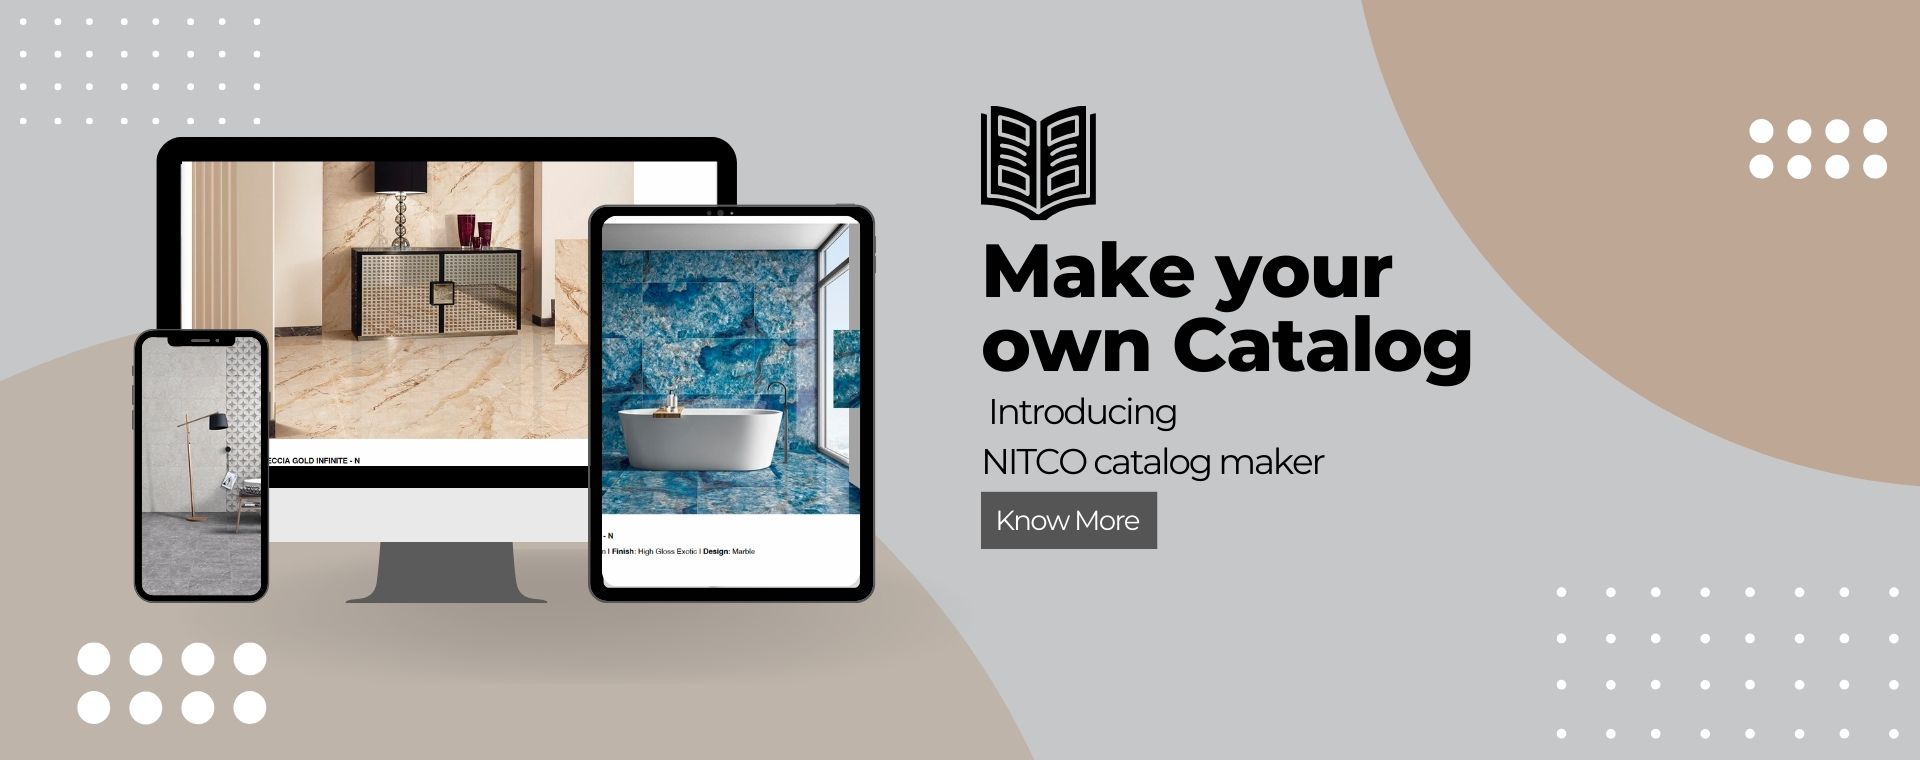 ECCIA GOLD INFINITE - N
- N
n I Finish: High Gloss Exotic I Design: Marble
Make your
own Catalog
Introducing
NITCO catalog maker
Know More